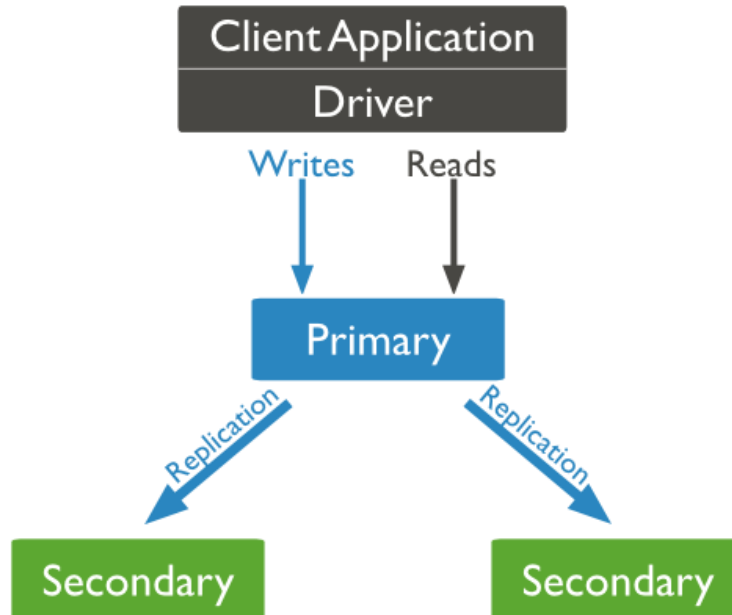 Client Application
Driver
Writes Reads
Primary
Replication Replication
Secondary Secondary